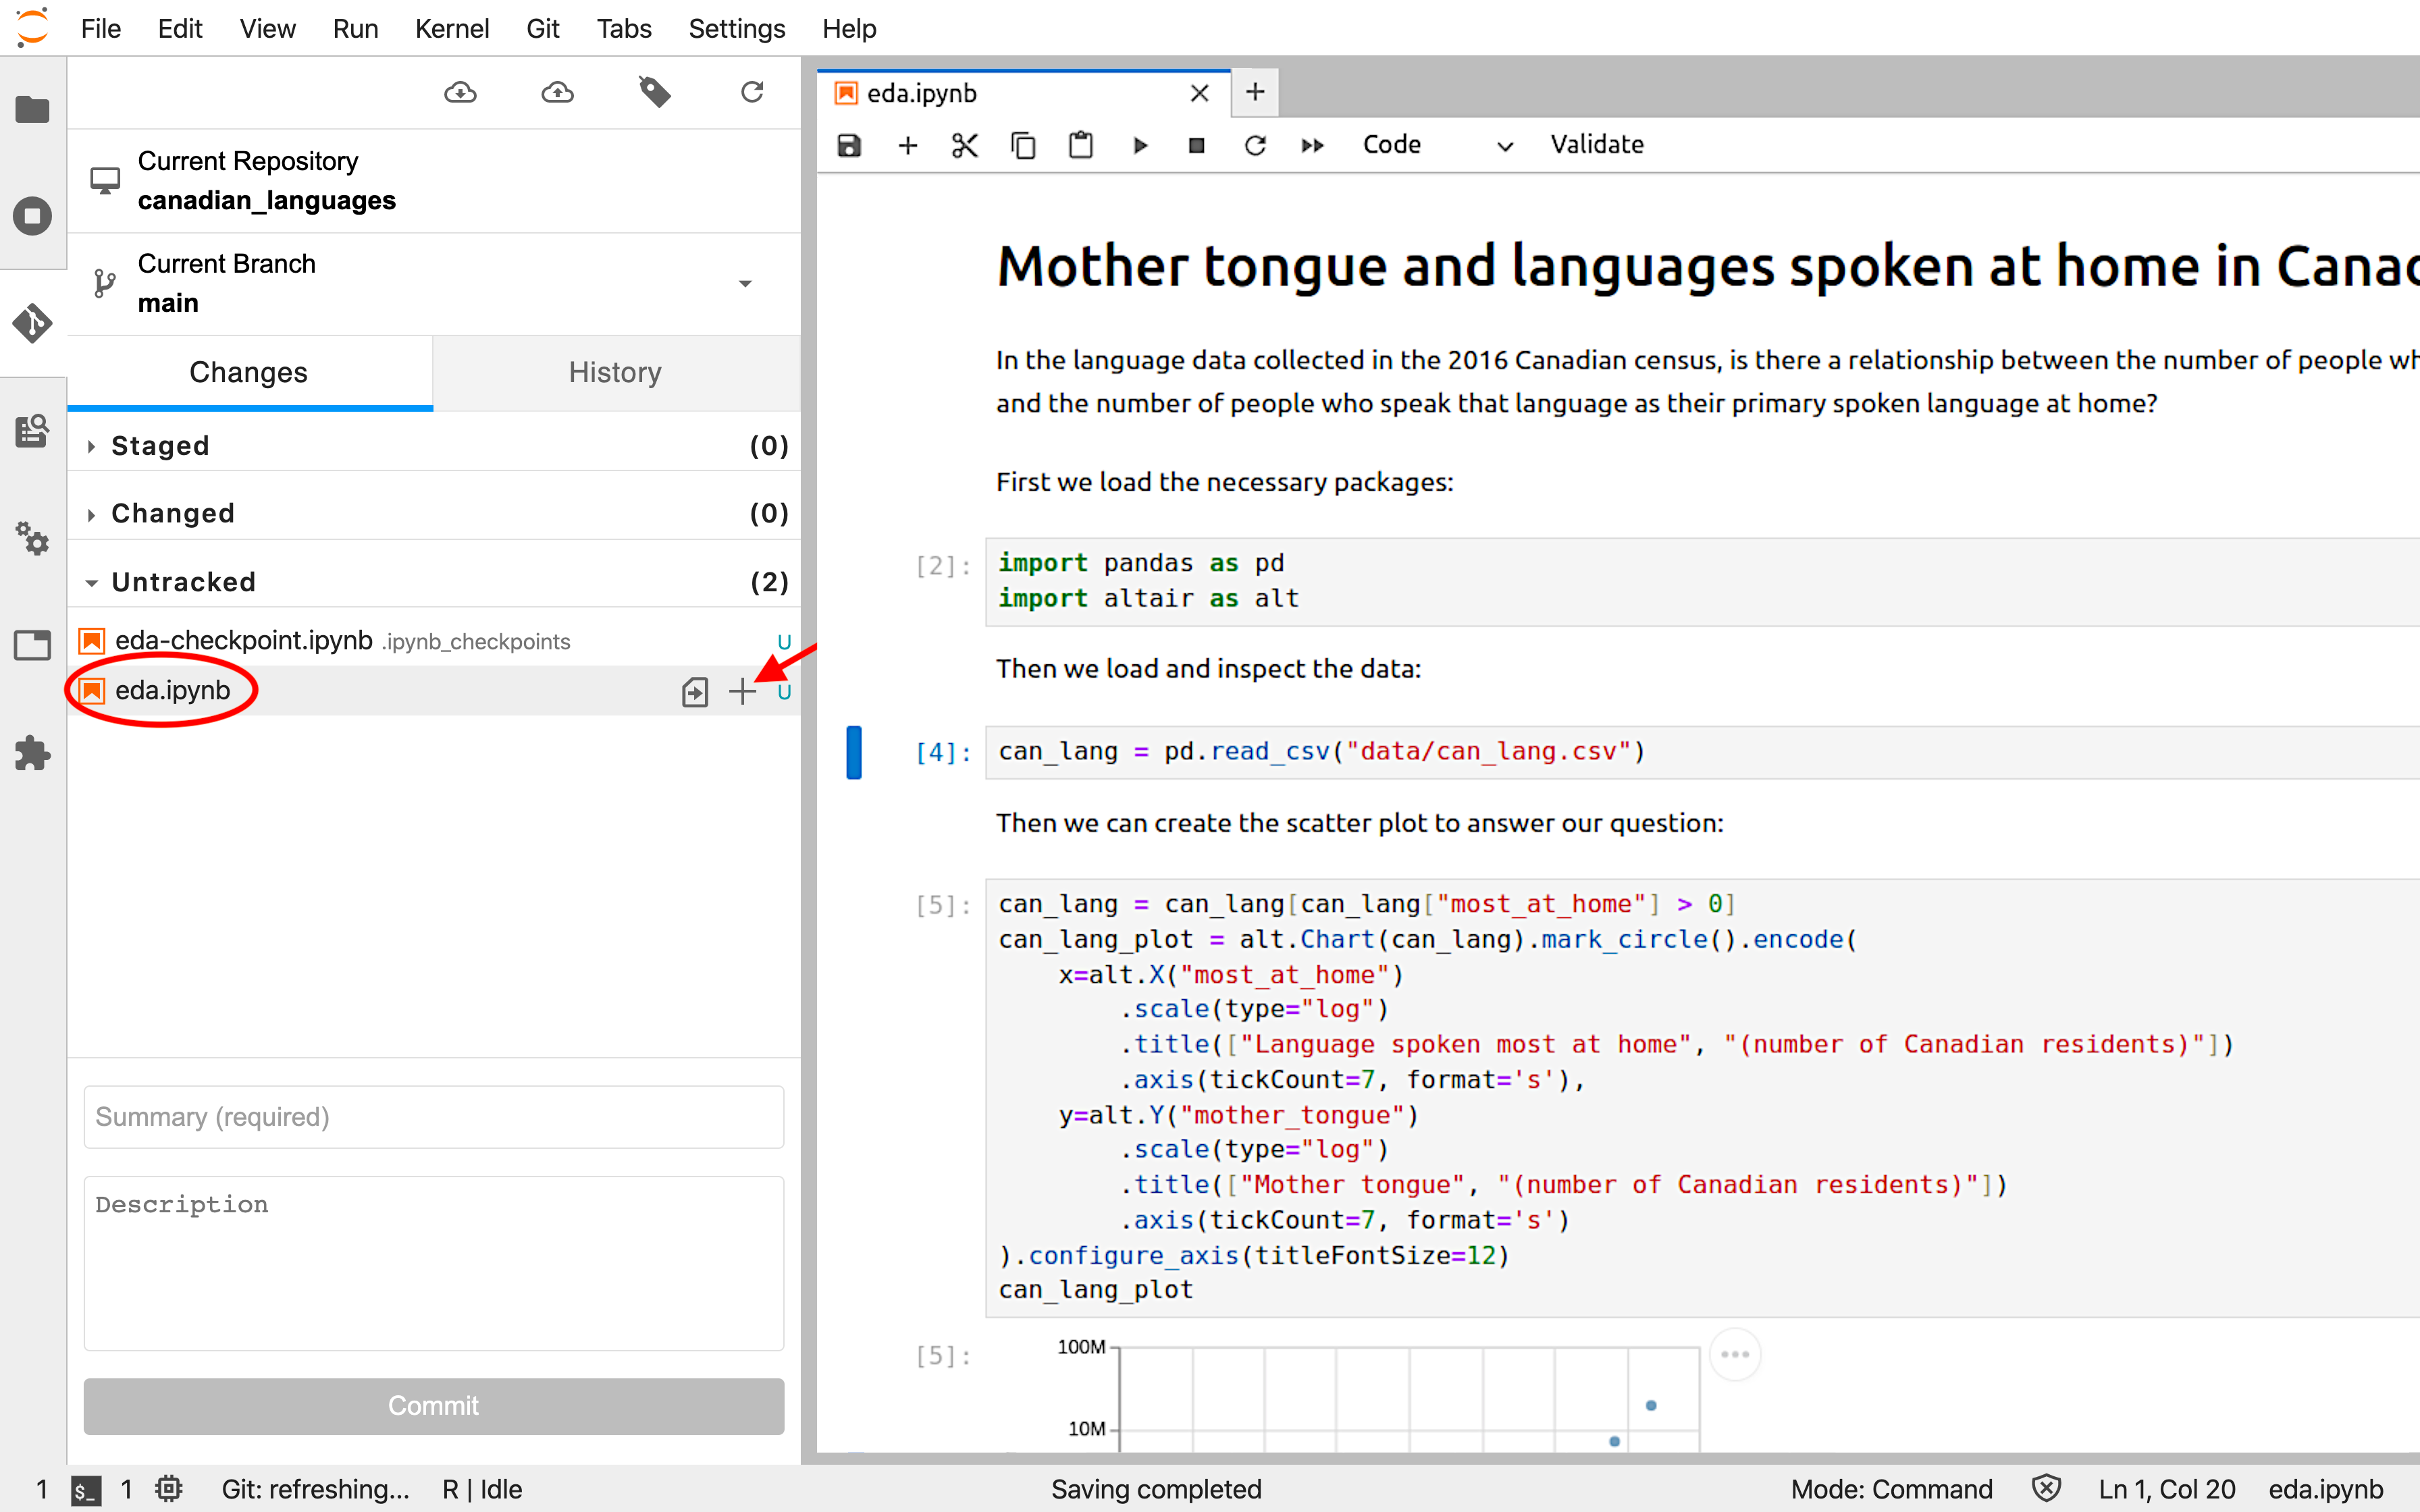 File Edit View Run Kernel Git Tabs Settings Help
Current Repository
canadian_languages
Current Branch
main
Changes History
Staged (0)
Changed (0)
Untracked (2)
eda-checkpoint.ipynb .ipynb_checkpoints U
eda.ipynb U
Summary (required)
Description
Commit
eda.ipynb
Code Validate
Mother tongue and languages spoken at home in Canad
In the language data collected in the 2016 Canadian census, is there a relationship between the number of people wh
and the number of people who speak that language as their primary spoken language at home?
First we load the necessary packages:
[2]: import pandas as pd
import altair as alt
Then we load and inspect the data:
[4]: can_lang = pd.read_csv("data/can_lang.csv")
Then we can create the scatter plot to answer our question:
[5]: can_lang = can_lang[can_lang["most_at_home"] > 0]
can_lang_plot = alt.Chart(can_lang).mark_circle().encode(
    x=alt.X("most_at_home")
        .scale(type="log")
        .title(["Language spoken most at home", "(number of Canadian residents)"])
        .axis(tickCount=7, format='s'),
    y=alt.Y("mother_tongue")
        .scale(type="log")
        .title(["Mother tongue", "(number of Canadian residents)"])
        .axis(tickCount=7, format='s')
).configure_axis(titleFontSize=12)
can_lang_plot
[5]: 100M
10M
1 $_ 1 Git: refreshing... R | Idle Saving completed Mode: Command Ln 1, Col 20 eda.ipynb